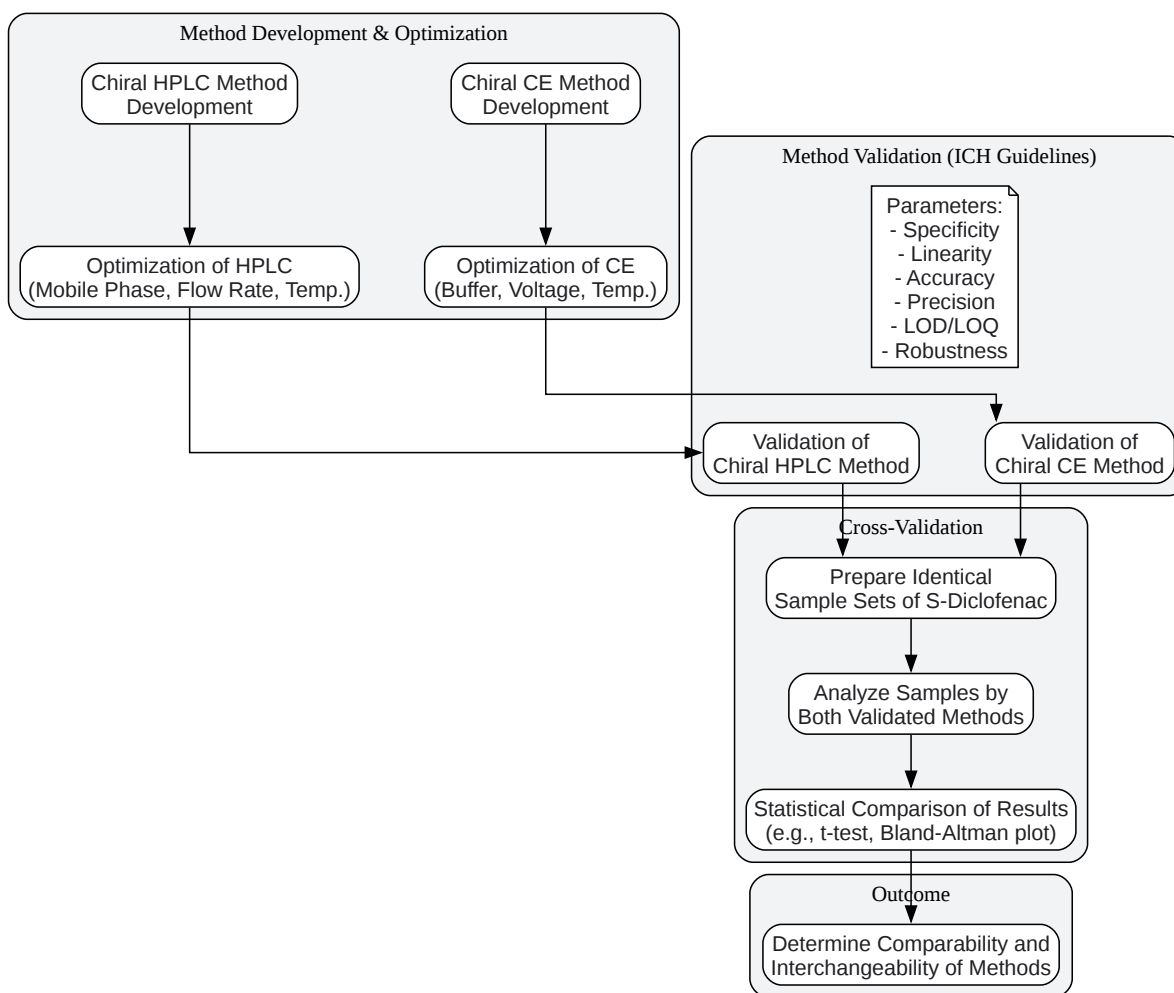 Method Development & Optimization
Chiral HPLC Method
Development
Chiral CE Method
Development
Optimization of HPLC
(Mobile Phase, Flow Rate, Temp.)
Optimization of CE
(Buffer, Voltage, Temp.)
Method Validation (ICH Guidelines)
Parameters:
- Specificity
- Linearity
- Accuracy
- Precision
- LOD/LOQ
- Robustness
Validation of
Chiral HPLC Method
Validation of
Chiral CE Method
Cross-Validation
Prepare Identical
Sample Sets of S-Diclofenac
Analyze Samples by
Both Validated Methods
Statistical Comparison of Results
(e.g., t-test, Bland-Altman plot)
Outcome
Determine Comparability and
Interchangeability of Methods